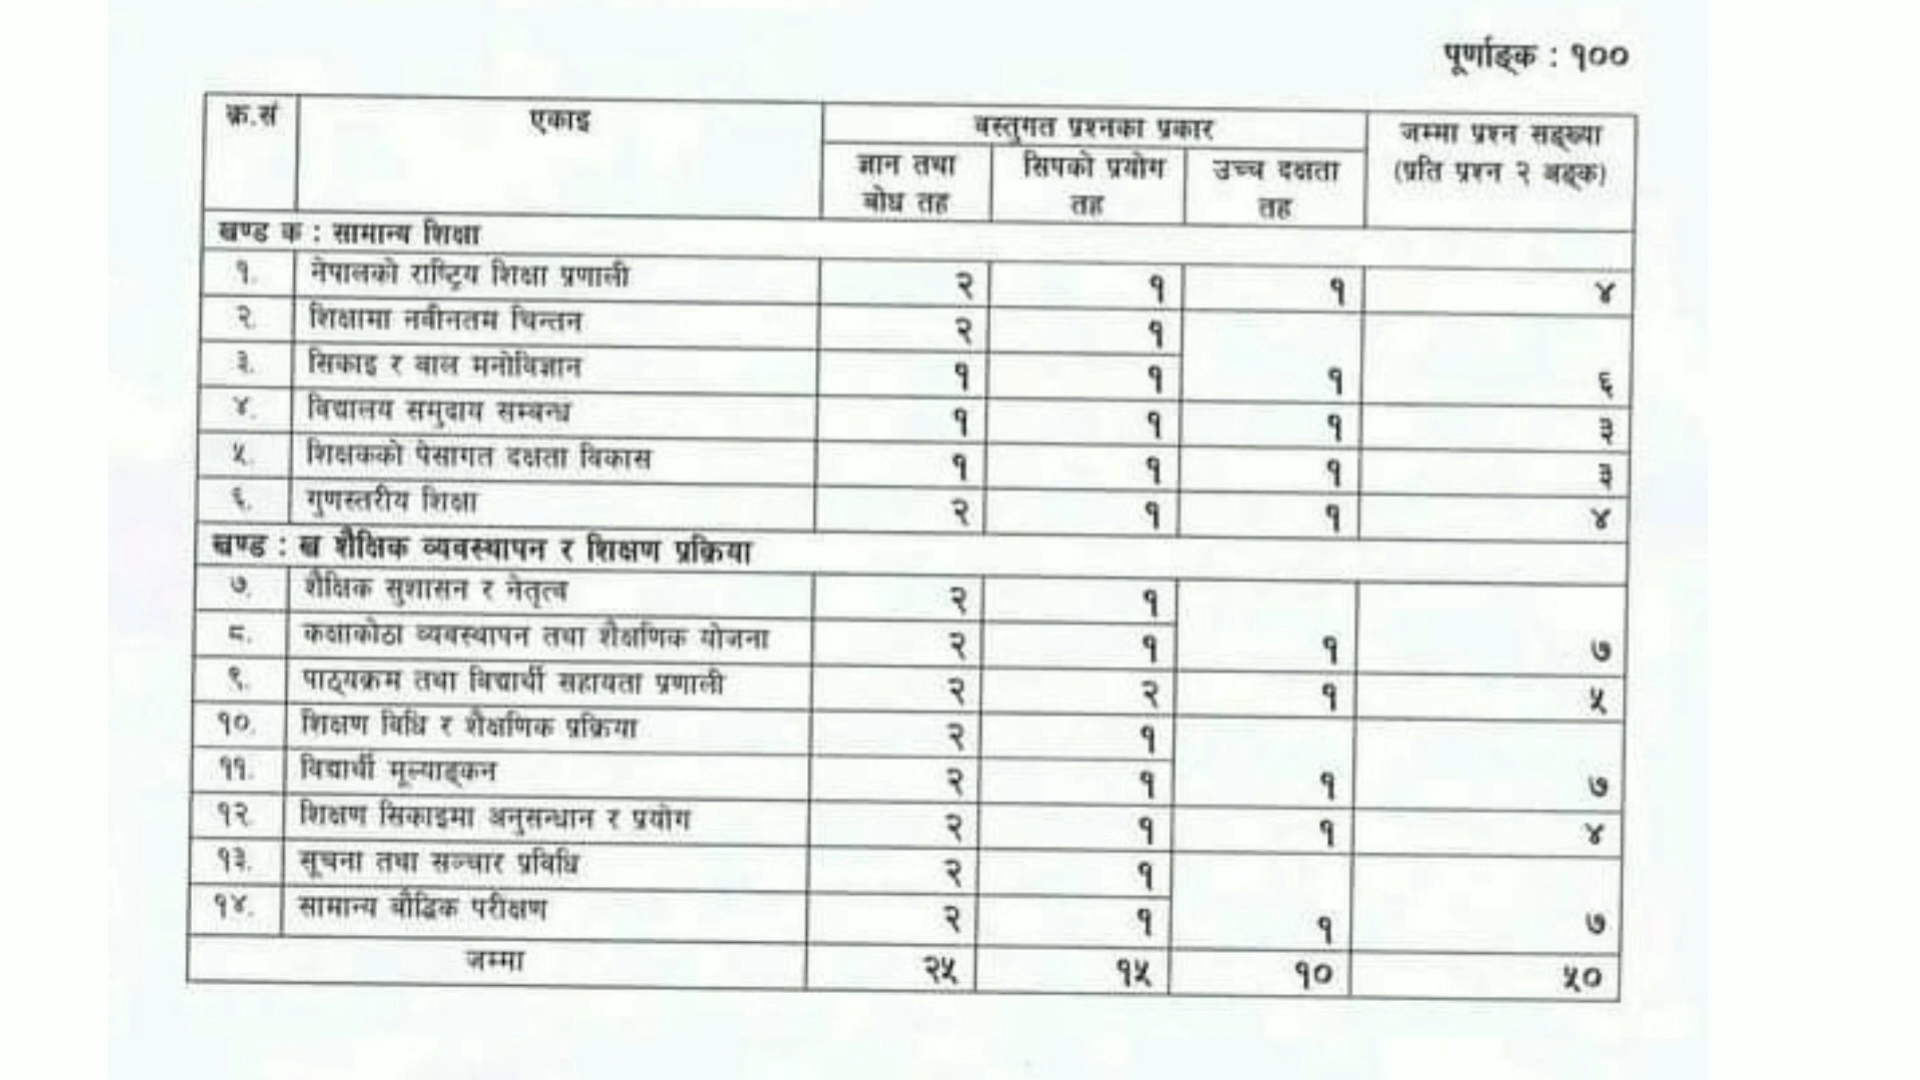 पूर्णाङ्क : १००
क्र.सं एकाइ वस्तुगत प्रश्नका प्रकार जम्मा प्रश्न सङ्ख्या (प्रति प्रश्न २ अङ्क)
ज्ञान तथा बोध तह सिपको प्रयोग तह उच्च दक्षता तह
खण्ड क : सामान्य शिक्षा
१. नेपालको राष्ट्रिय शिक्षा प्रणाली २ १ १ ४
२. शिक्षामा नवीनतम चिन्तन २ १
३. सिकाइ र बाल मनोविज्ञान १ १ १ ६
४. विद्यालय समुदाय सम्बन्ध १ १ १ ३
५. शिक्षकको पेसागत दक्षता विकास १ १ १ ३
६. गुणस्तरीय शिक्षा २ १ १ ४
खण्ड : ख शैक्षिक व्यवस्थापन र शिक्षण प्रक्रिया
७. शैक्षिक सुशासन र नेतृत्व २ १
८. कक्षाकोठा व्यवस्थापन तथा शैक्षणिक योजना २ १ १ ७
९. पाठ्यक्रम तथा विद्यार्थी सहायता प्रणाली २ २ १ ५
१०. शिक्षण विधि र शैक्षणिक प्रक्रिया २ १
११. विद्यार्थी मूल्याङ्कन २ १ १ ७
१२. शिक्षण सिकाइमा अनुसन्धान र प्रयोग २ १ १ ४
१३. सूचना तथा सञ्चार प्रविधि २ १
१४. सामान्य बौद्धिक परीक्षण २ १ १ ७
जम्मा २५ १५ १० ५०